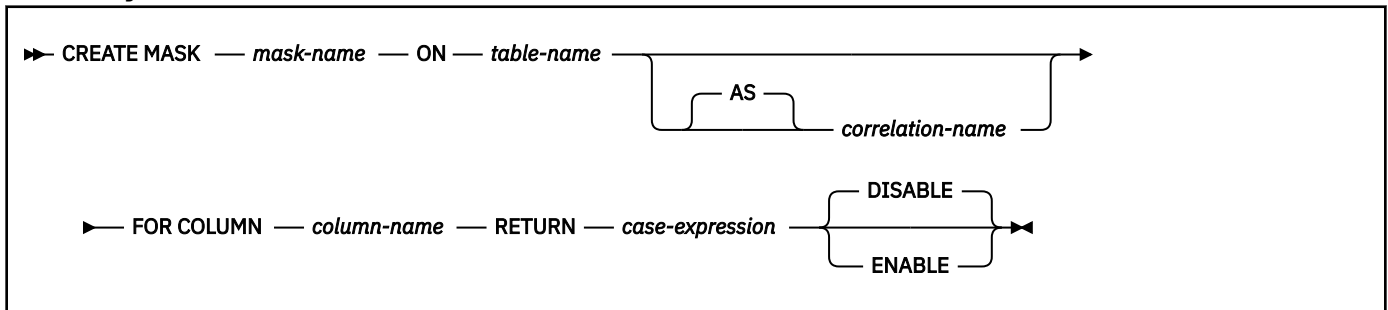 CREATE MASK mask-name ON table-name
AS
correlation-name
DISABLE
FOR COLUMN column-name RETURN case-expression
ENABLE